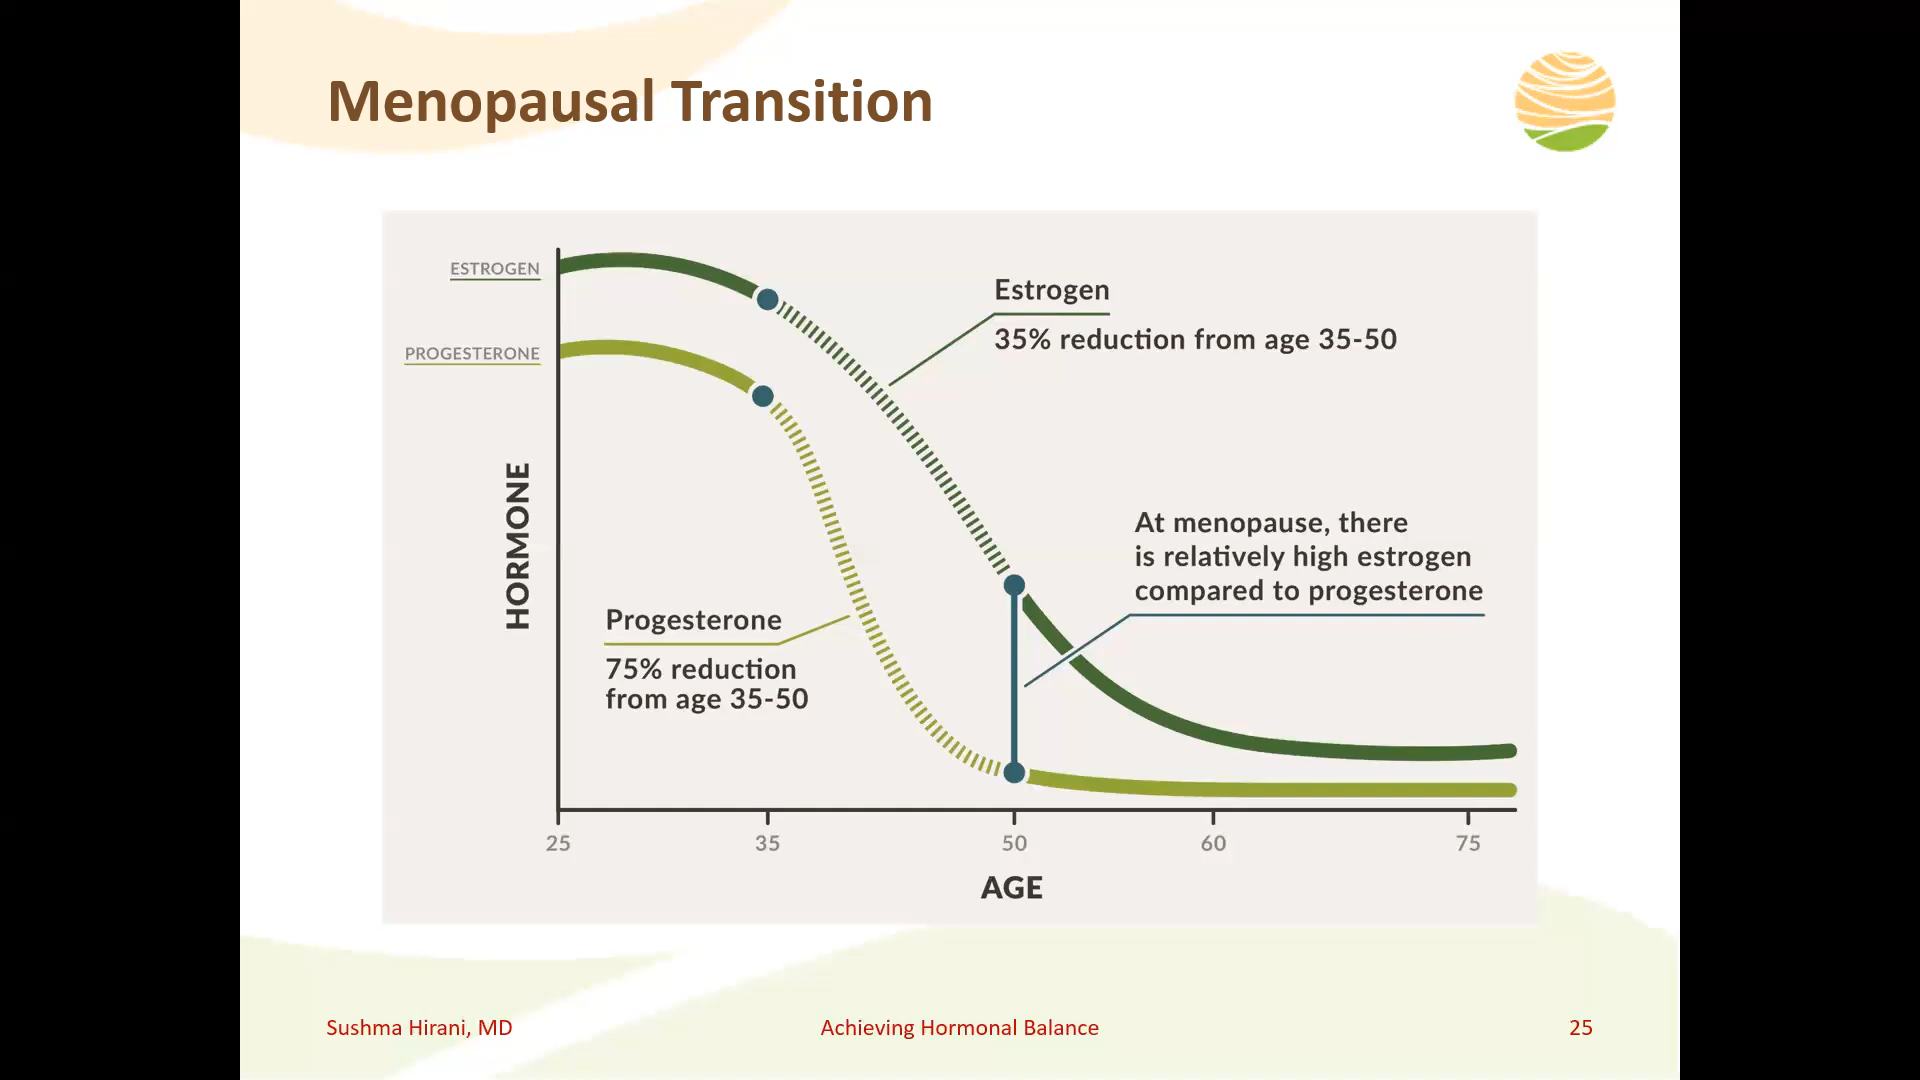 Menopausal Transition
ESTROGEN
PROGESTERONE
HORMONE
Estrogen
35% reduction from age 35-50
At menopause, there
is relatively high estrogen
compared to progesterone
Progesterone
75% reduction
from age 35-50
25
35
50
60
75
AGE
Sushma Hirani, MD
Achieving Hormonal Balance
25